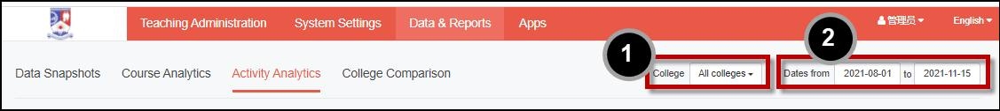 Teaching Administration System Settings Data & Reports Apps 管理员 English
1 2
Data Snapshots Course Analytics Activity Analytics College Comparison College All colleges Dates from 2021-08-01 to 2021-11-15